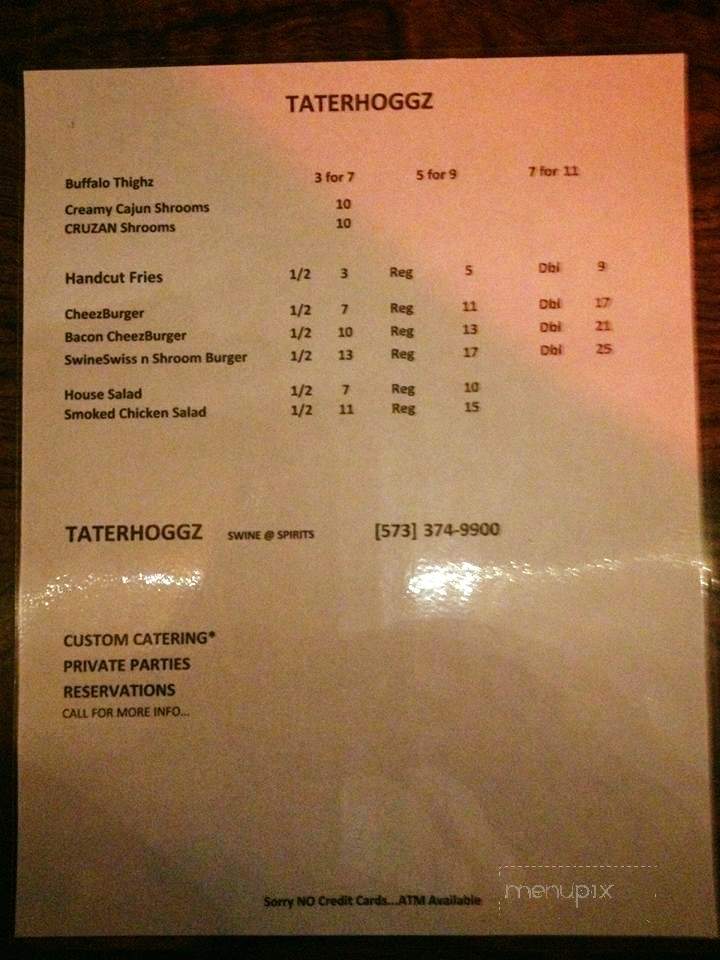 TATERHOGGZ
Buffalo Thighz 3 for 7 5 for 9 7 for 11
Creamy Cajun Shrooms 10
CRUZAN Shrooms 10
Handcut Fries 1/2 3 Reg 5 Dbl 9
CheezBurger 1/2 7 Reg 11 Dbl 17
Bacon CheezBurger 1/2 10 Reg 13 Dbl 21
SwineSwiss n Shroom Burger 1/2 13 Reg 17 Dbl 25
House Salad 1/2 7 Reg 10
Smoked Chicken Salad 1/2 11 Reg 15
TATERHOGGZ SWINE @ SPIRITS [573] 374-9900
CUSTOM CATERING*
PRIVATE PARTIES
RESERVATIONS
CALL FOR MORE INFO...
Sorry NO Credit Cards...ATM Available
menupix